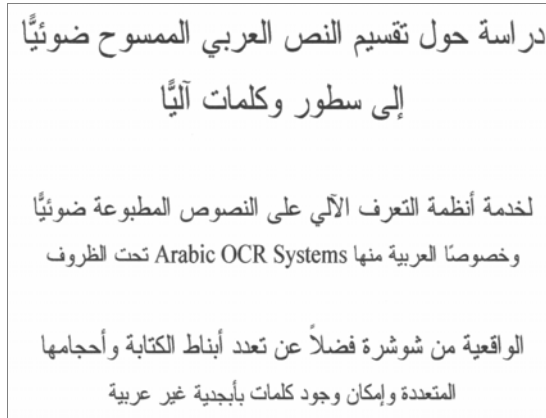 دراسة حول تقسيم النص العربي الممسوح ضوئيًّا
إلى سطور وكلمات آليًّا
لخدمة أنظمة التعرف الآلي على النصوص المطبوعة ضوئيًّا
وخصوصًا العربية منها Arabic OCR Systems تحت الظروف
الواقعية من شوشرة فضلاً عن تعدد أبناط الكتابة وأحجامها
المتعددة وإمكان وجود كلمات بأبجدية غير عربية